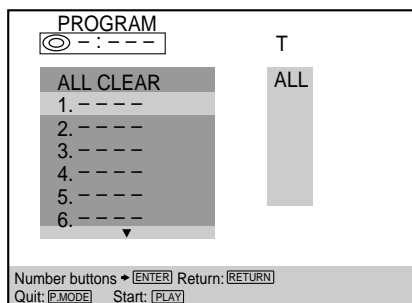 PROGRAM
– : – – –
T
ALL CLEAR
ALL
1. – – – –
2. – – – –
3. – – – –
4. – – – –
5. – – – –
6. – – – –
Number buttons ENTER Return: RETURN
Quit: P.MODE Start: PLAY